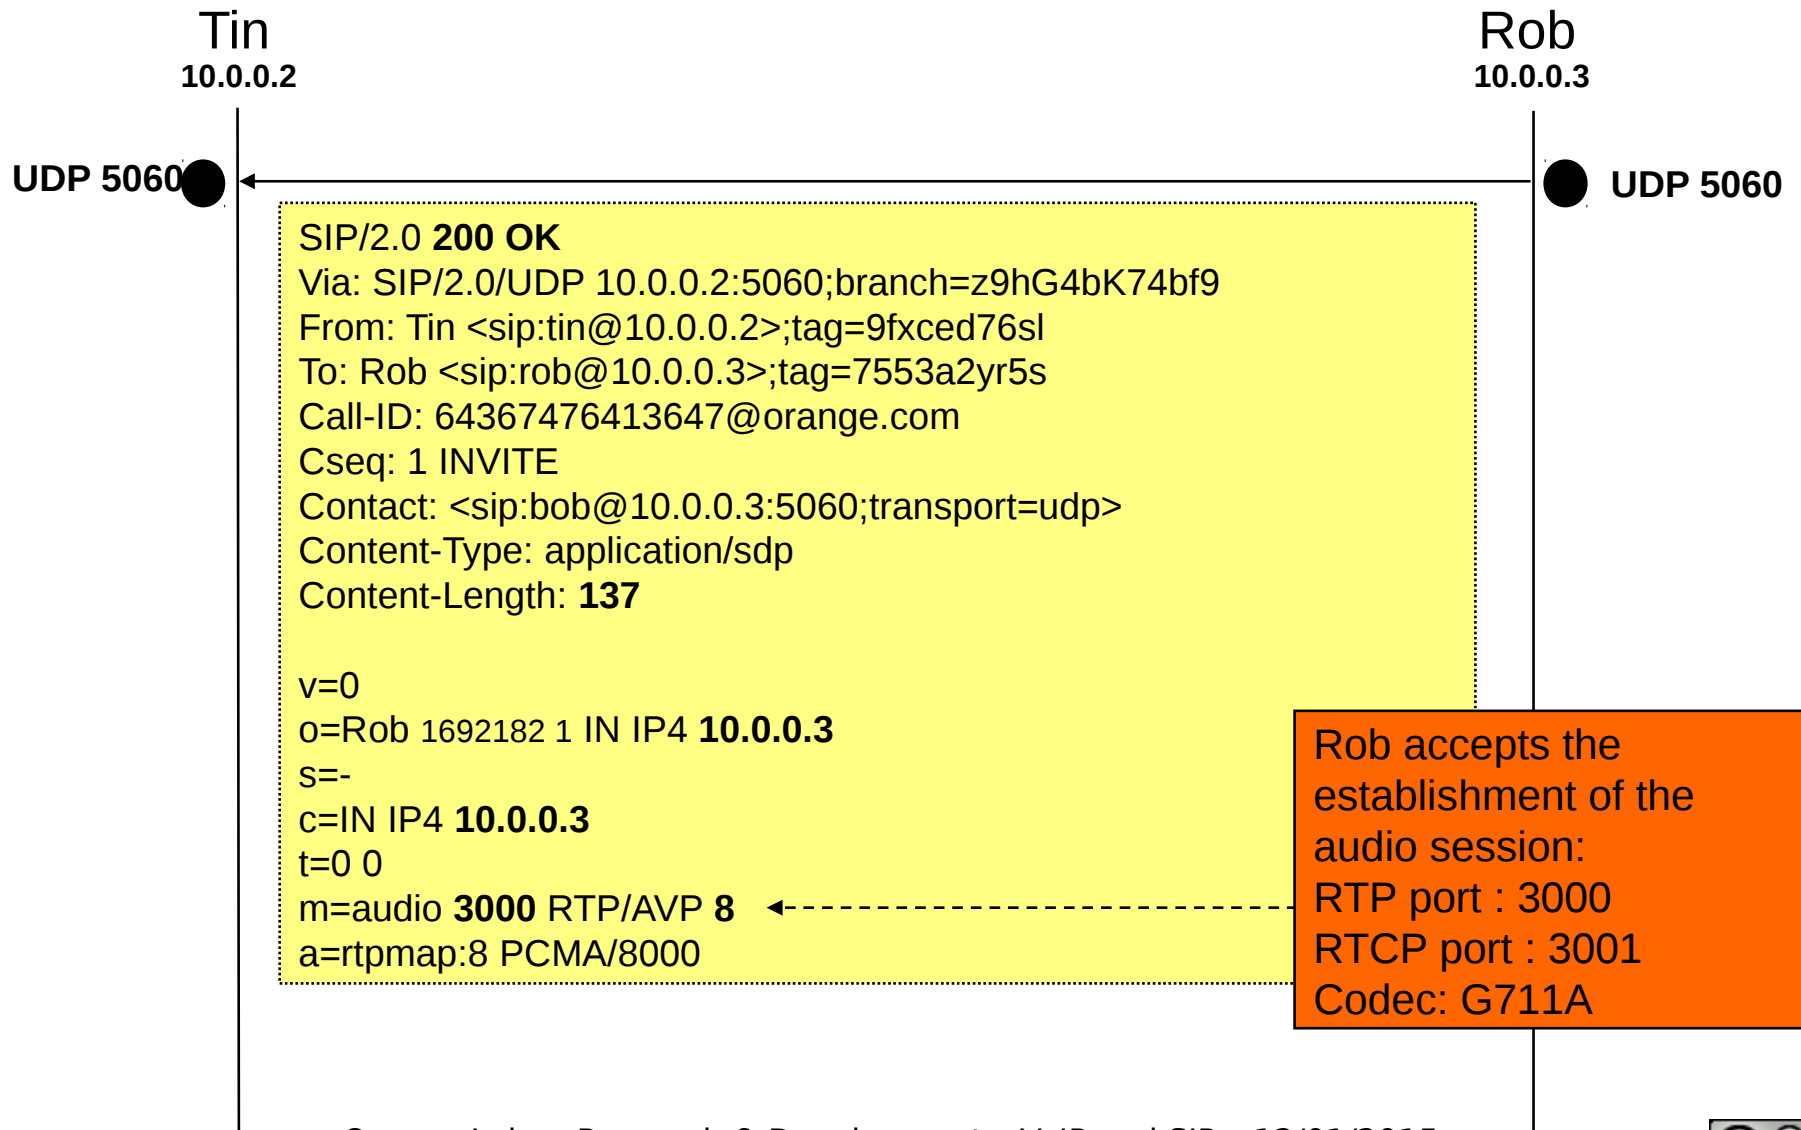 Tin
10.0.0.2
Rob
10.0.0.3
UDP 5060
UDP 5060
SIP/2.0 200 OK
Via: SIP/2.0/UDP 10.0.0.2:5060;branch=z9hG4bK74bf9
From: Tin <sip:tin@10.0.0.2>;tag=9fxced76sl
To: Rob <sip:rob@10.0.0.3>;tag=7553a2yr5s
Call-ID: 64367476413647@orange.com
Cseq: 1 INVITE
Contact: <sip:bob@10.0.0.3:5060;transport=udp>
Content-Type: application/sdp
Content-Length: 137
v=0
o=Rob 1692182 1 IN IP4 10.0.0.3
s=-
c=IN IP4 10.0.0.3
t=0 0
m=audio 3000 RTP/AVP 8
a=rtpmap:8 PCMA/8000
Rob accepts the
establishment of the
audio session:
RTP port : 3000
RTCP port : 3001
Codec: G711A